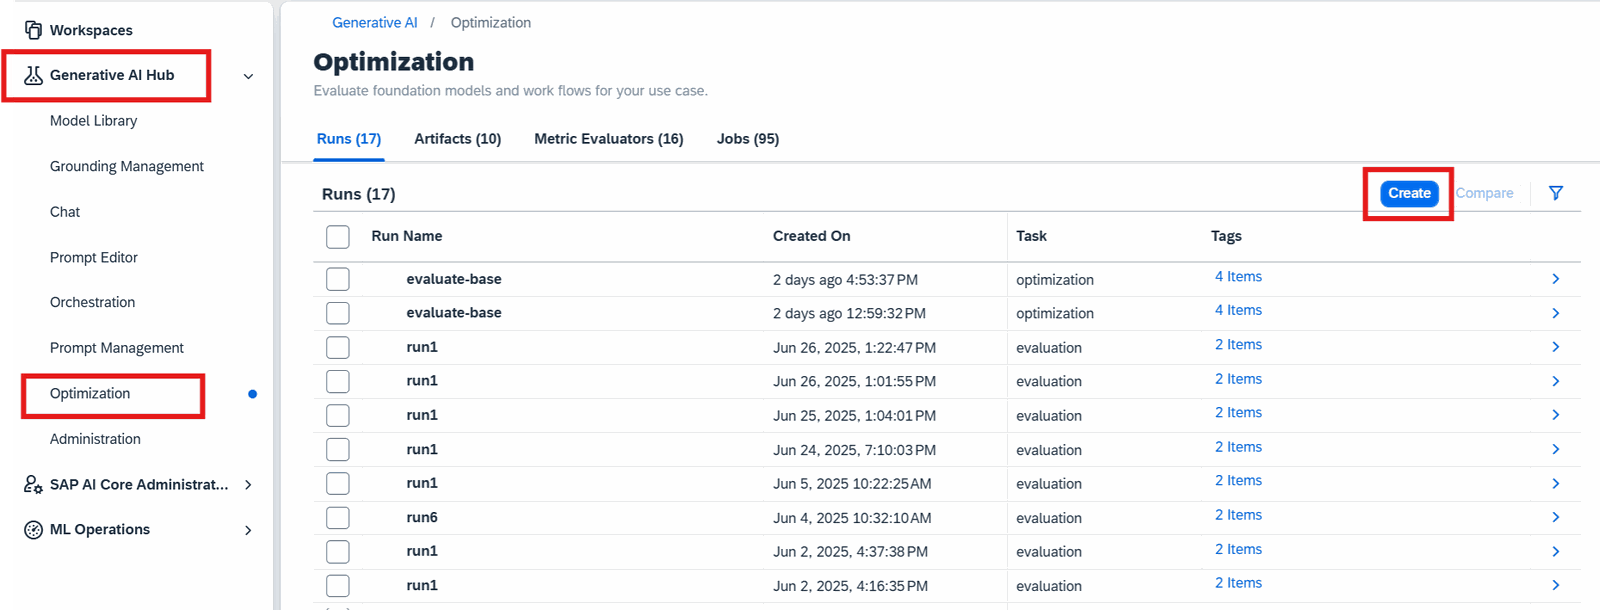 Workspaces
Generative AI Hub
Model Library
Grounding Management
Chat
Prompt Editor
Orchestration
Prompt Management
Optimization
Administration
SAP AI Core Administrat...
ML Operations
Generative AI / Optimization
Optimization
Evaluate foundation models and work flows for your use case.
Runs (17) Artifacts (10) Metric Evaluators (16) Jobs (95)
Runs (17) Create Compare
Run Name Created On Task Tags
evaluate-base 2 days ago 4:53:37 PM optimization 4 Items
evaluate-base 2 days ago 12:59:32 PM optimization 4 Items
run1 Jun 26, 2025, 1:22:47 PM evaluation 2 Items
run1 Jun 26, 2025, 1:01:55 PM evaluation 2 Items
run1 Jun 25, 2025, 1:04:01 PM evaluation 2 Items
run1 Jun 24, 2025, 7:10:03 PM evaluation 2 Items
run1 Jun 5, 2025 10:22:25 AM evaluation 2 Items
run6 Jun 4, 2025 10:32:10 AM evaluation 2 Items
run1 Jun 2, 2025, 4:37:38 PM evaluation 2 Items
run1 Jun 2, 2025, 4:16:35 PM evaluation 2 Items